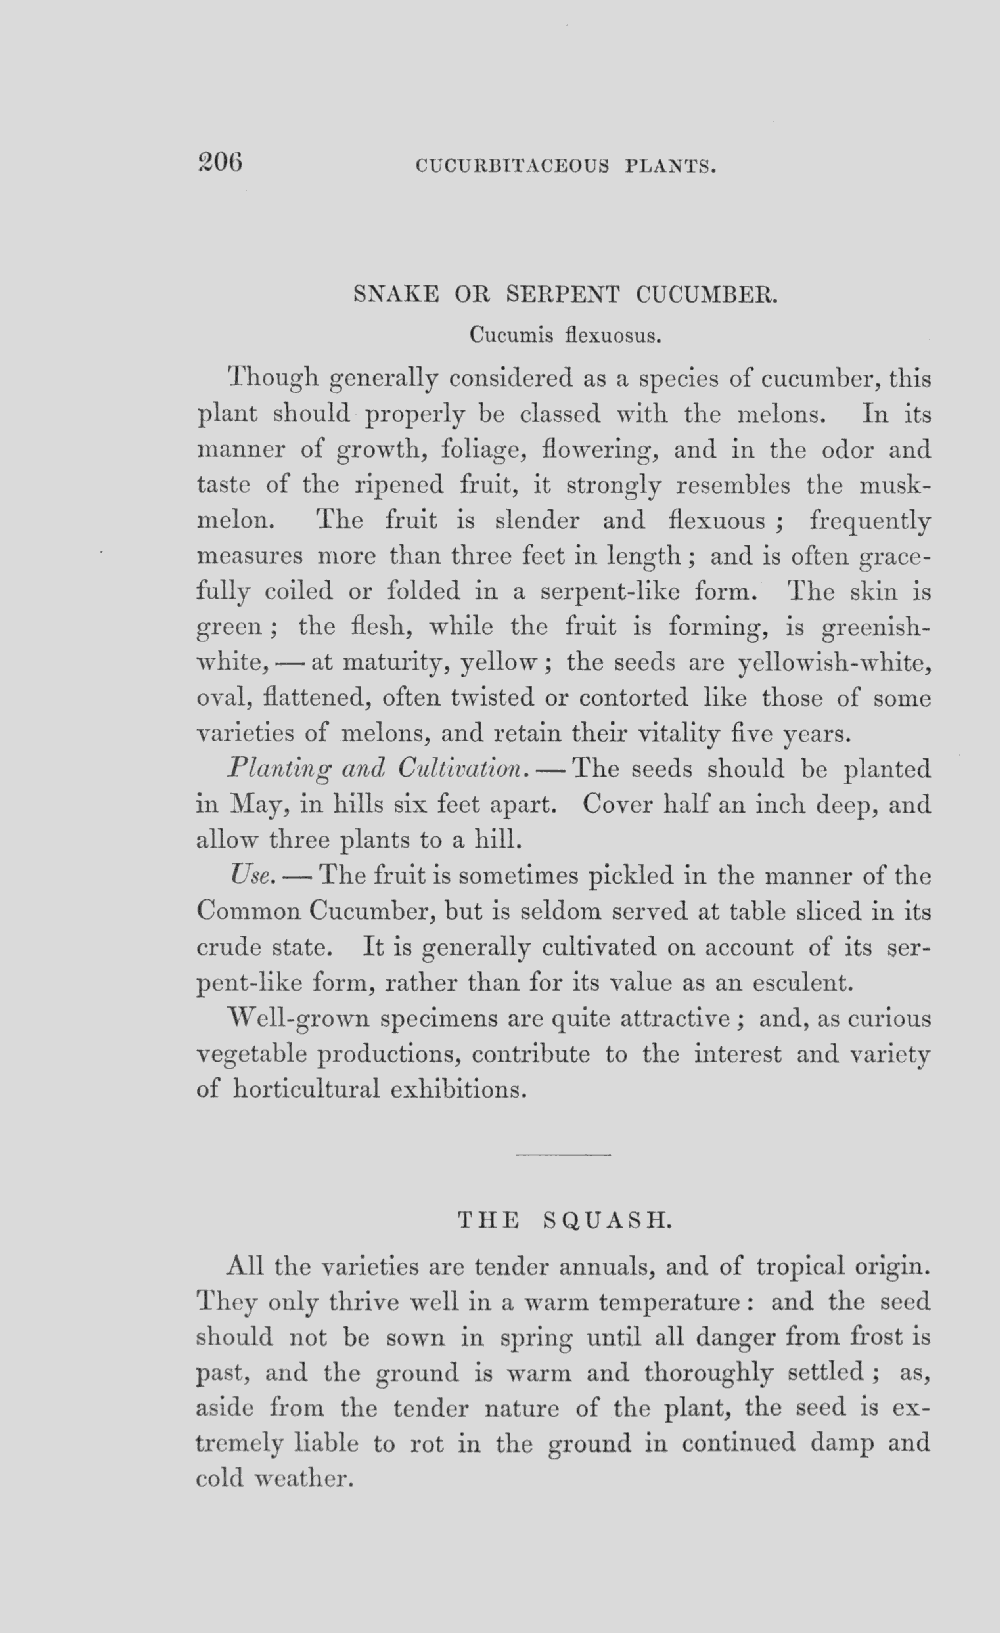 206 CUCURBITACEOUS PLANTS.
SNAKE OR SERPENT CUCUMBER.
Cucumis flexuosus.
Though generally considered as a species of cucumber, this
plant should properly be classed with the melons. In its
manner of growth, foliage, flowering, and in the odor and
taste of the ripened fruit, it strongly resembles the musk-
melon. The fruit is slender and flexuous ; frequently
measures more than three feet in length ; and is often grace-
fully coiled or folded in a serpent-like form. The skin is
green ; the flesh, while the fruit is forming, is greenish-
white, — at maturity, yellow ; the seeds are yellowish-white,
oval, flattened, often twisted or contorted like those of some
varieties of melons, and retain their vitality five years.
Planting and Cultivation. — The seeds should be planted
in May, in hills six feet apart. Cover half an inch deep, and
allow three plants to a hill.
Use. — The fruit is sometimes pickled in the manner of the
Common Cucumber, but is seldom served at table sliced in its
crude state. It is generally cultivated on account of its ser-
pent-like form, rather than for its value as an esculent.
Well-grown specimens are quite attractive ; and, as curious
vegetable productions, contribute to the interest and variety
of horticultural exhibitions.
THE SQUASH.
All the varieties are tender annuals, and of tropical origin.
They only thrive well in a warm temperature : and the seed
should not be sown in spring until all danger from frost is
past, and the ground is warm and thoroughly settled ; as,
aside from the tender nature of the plant, the seed is ex-
tremely liable to rot in the ground in continued damp and
cold weather.